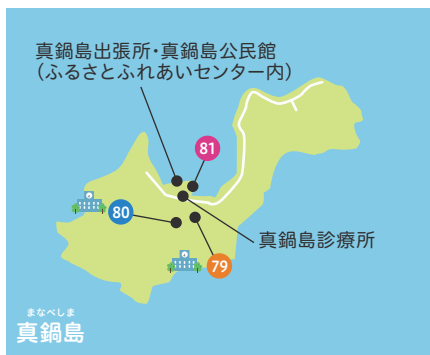 真鍋島出張所・真鍋島公民館
（ふるさとふれあいセンター内）
81
80
真鍋島診療所
79
まなべしま
真鍋島